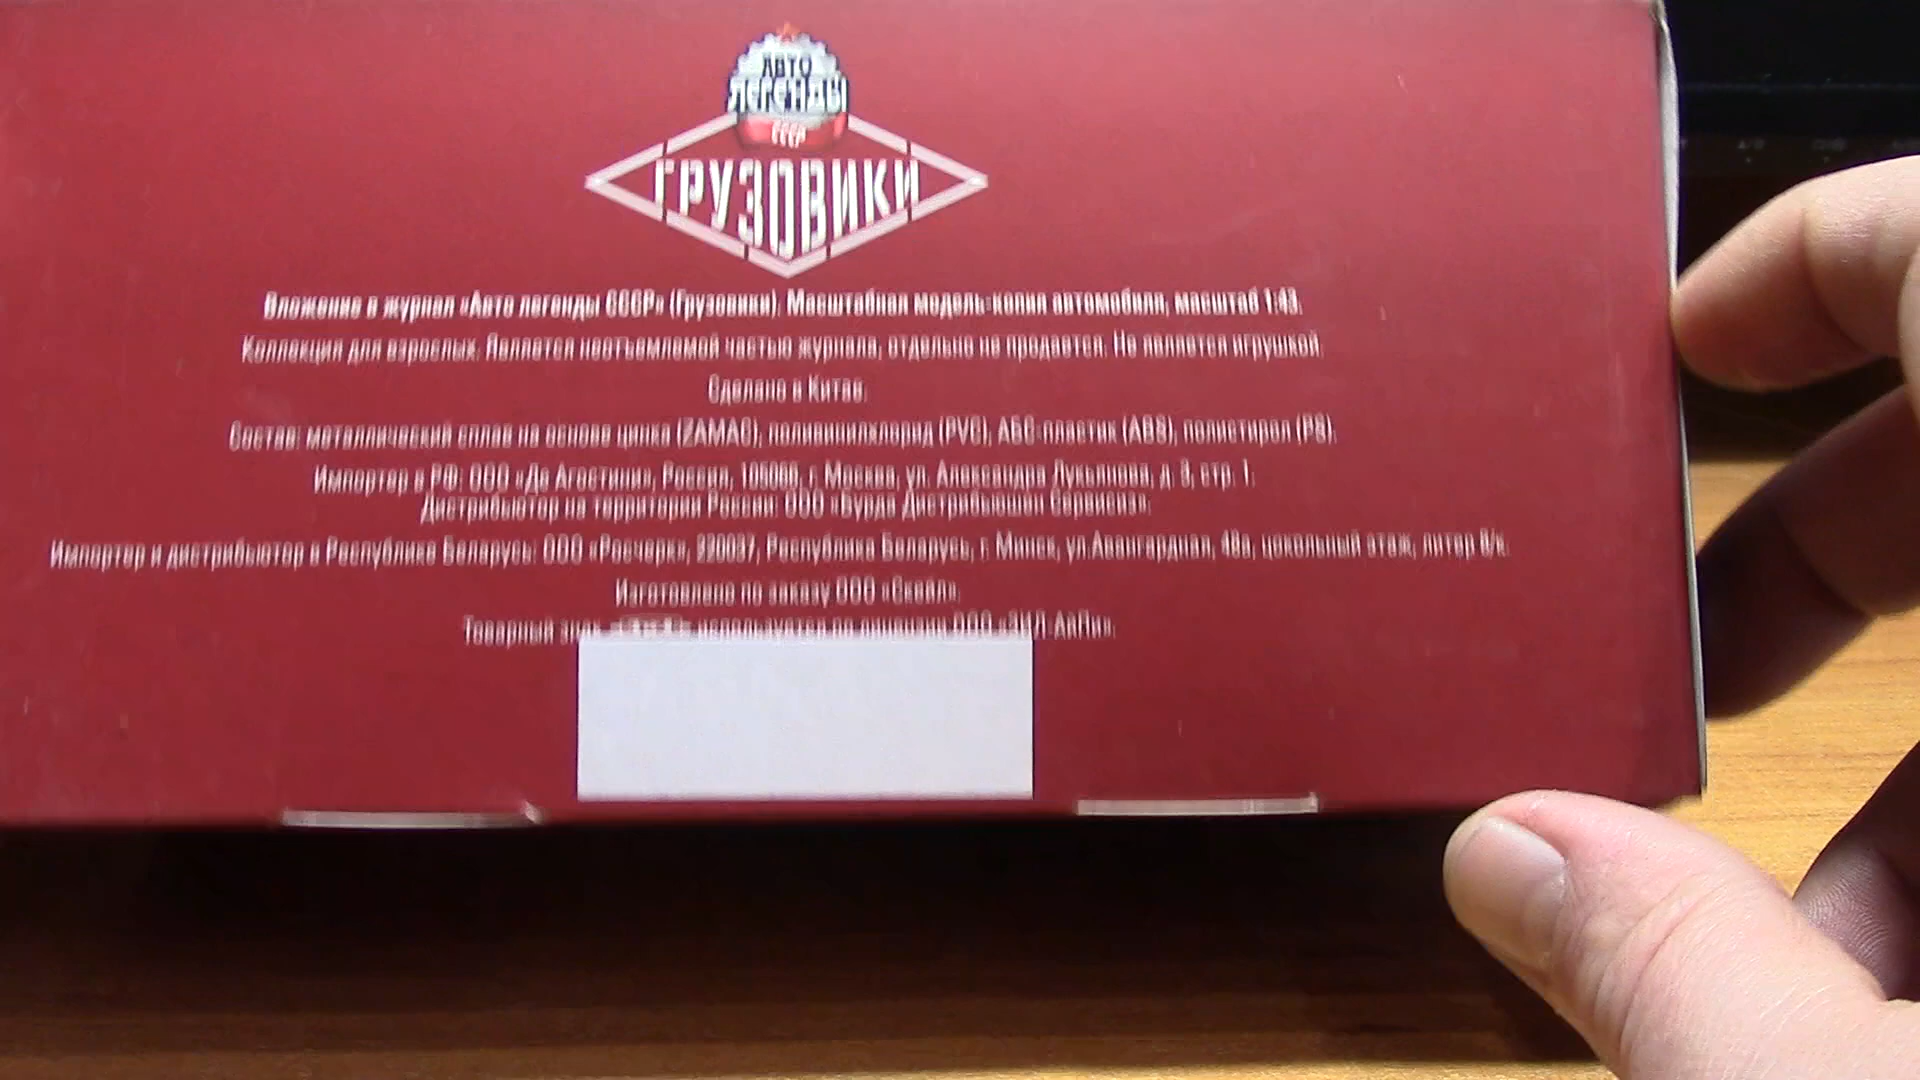 АВТО
ЛЕГЕНДЫ
СССР
ГРУЗОВИКИ
Вложение в журнал «Авто легенды СССР» (Грузовики). Масштабная модель-копия автомобиля, масштаб 1:43.
Коллекция для взрослых. Является неотъемлемой частью журнала, отдельно не продается. Не является игрушкой.
Сделано в Китае.
Состав: металлический сплав на основе цинка (ZAMAC), поливинилхлорид (PVC), АБС-пластик (ABS), полистирол (PS).
Импортер в РФ: ООО «Де Агостини», Россия, 105066, г. Москва, ул. Александра Лукьянова, д. 3, стр. 1.
Дистрибьютор на территории России: ООО «Бурда Дистрибьюшен Сервисиз».
Импортер и дистрибьютор в Республике Беларусь: ООО «Росчерк», 220037, Республика Беларусь, г. Минск, ул.Авангардная, 48а, цокольный этаж, литер 8/к.
Изготовлено по заказу ООО «Скейл».
Товарный знак используется по лицензии ООО «ЗИЛ-АйПи».